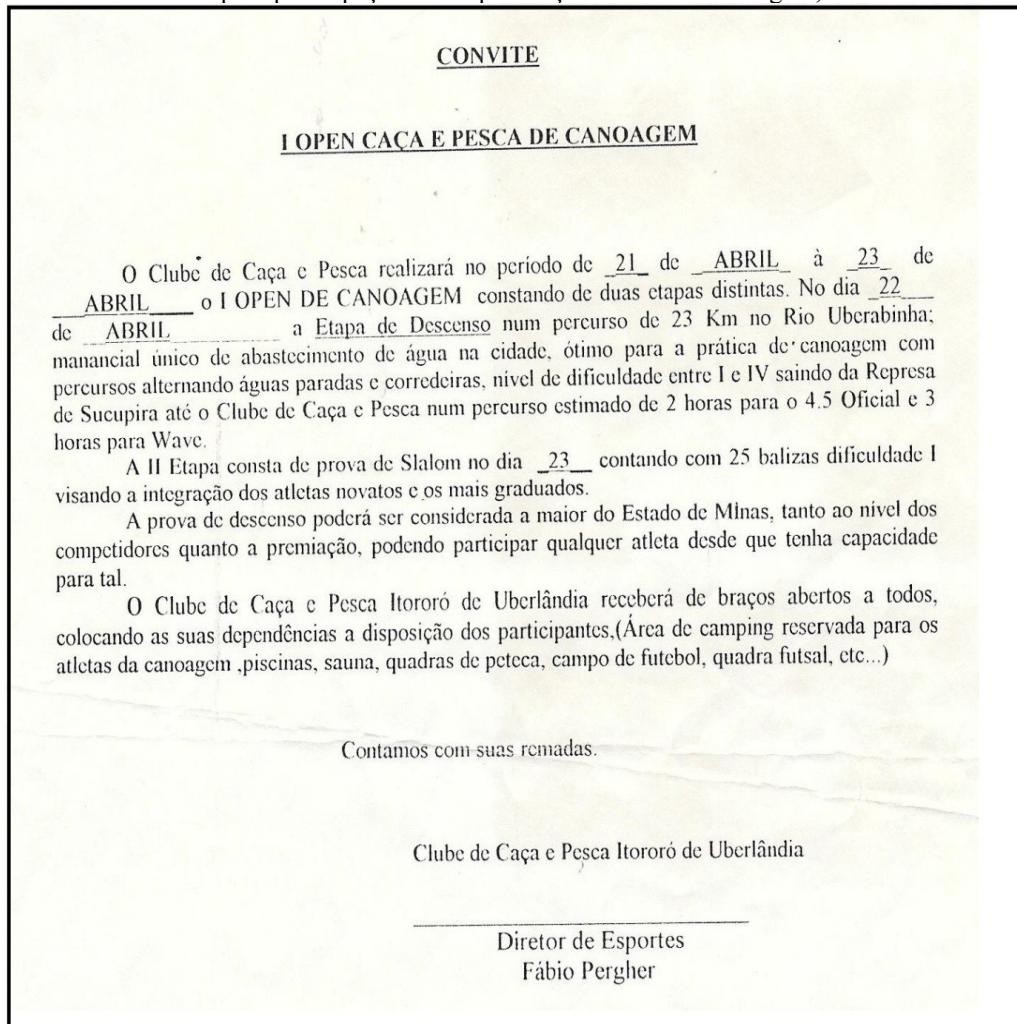 CONVITE
I OPEN CAÇA E PESCA DE CANOAGEM
O Clube de Caça e Pesca realizará no período de _21_ de __ABRIL_ à _23_ de
___ABRIL____ o I OPEN DE CANOAGEM constando de duas etapas distintas. No dia _22___
de __ABRIL__________ a Etapa de Descenso num percurso de 23 Km no Rio Uberabinha;
manancial único de abastecimento de água na cidade, ótimo para a prática de canoagem com
percursos alternando águas paradas e corredeiras, nível de dificuldade entre I e IV saindo da Represa
de Sucupira até o Clube de Caça e Pesca num percurso estimado de 2 horas para o 4.5 Oficial e 3
horas para Wave.
A II Etapa consta de prova de Slalom no dia _23__ contando com 25 balizas dificuldade I
visando a integração dos atletas novatos e os mais graduados.
A prova de descenso poderá ser considerada a maior do Estado de Minas, tanto ao nível dos
competidores quanto a premiação, podendo participar qualquer atleta desde que tenha capacidade
para tal.
O Clube de Caça e Pesca Itororó de Uberlândia receberá de braços abertos a todos,
colocando as suas dependências a disposição dos participantes,(Área de camping reservada para os
atletas da canoagem ,piscinas, sauna, quadras de peteca, campo de futebol, quadra futsal, etc...)
Contamos com suas remadas.
Clube de Caça e Pesca Itororó de Uberlândia
Diretor de Esportes
Fábio Pergher